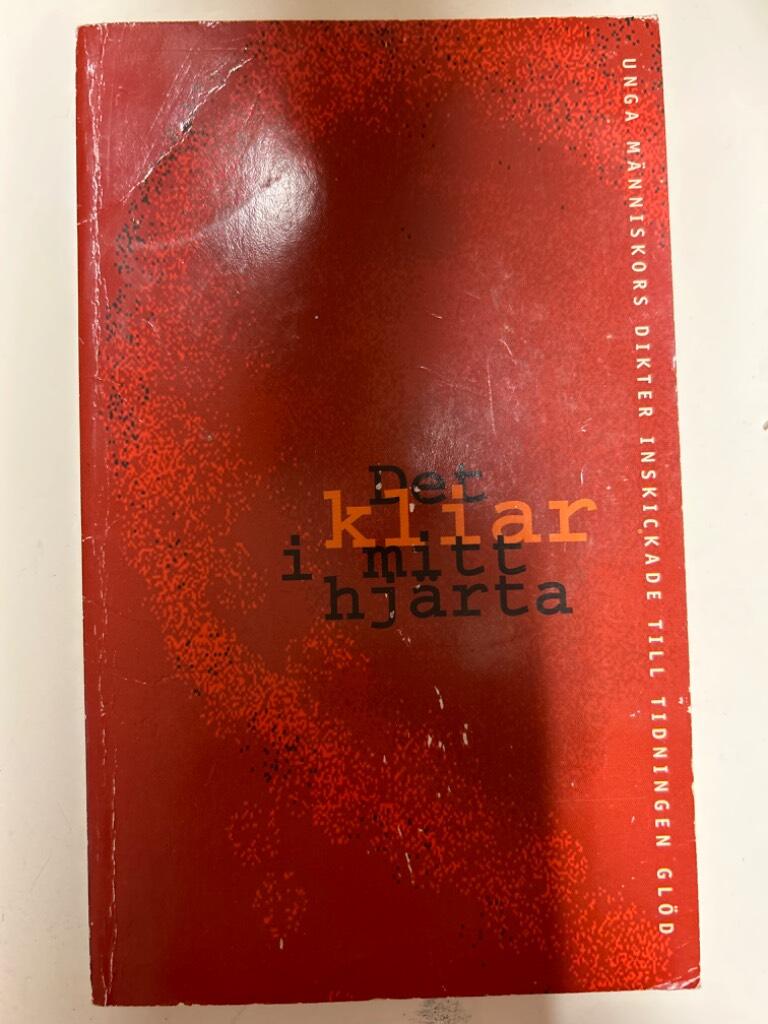 Det
kliar
i mitt
hjärta
UNGA MÄNNISKORS DIKTER INSKICKADE TILL TIDNINGEN GLÖD